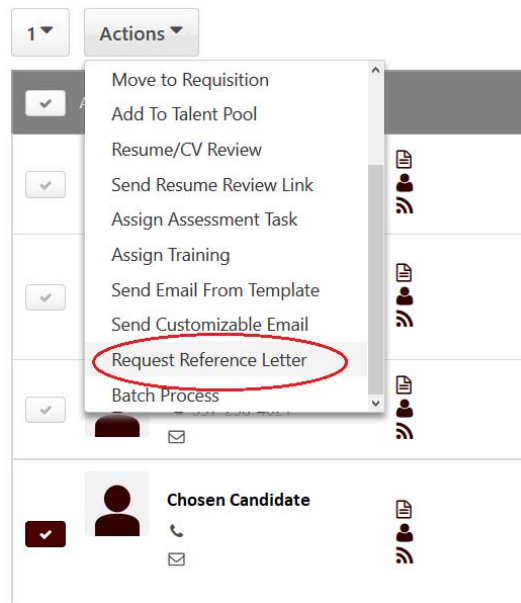 1
Actions
A
Move to Requisition
Add To Talent Pool
Resume/CV Review
Send Resume Review Link
Assign Assessment Task
Assign Training
Send Email From Template
Send Customizable Email
Request Reference Letter
Batch Process
Chosen Candidate